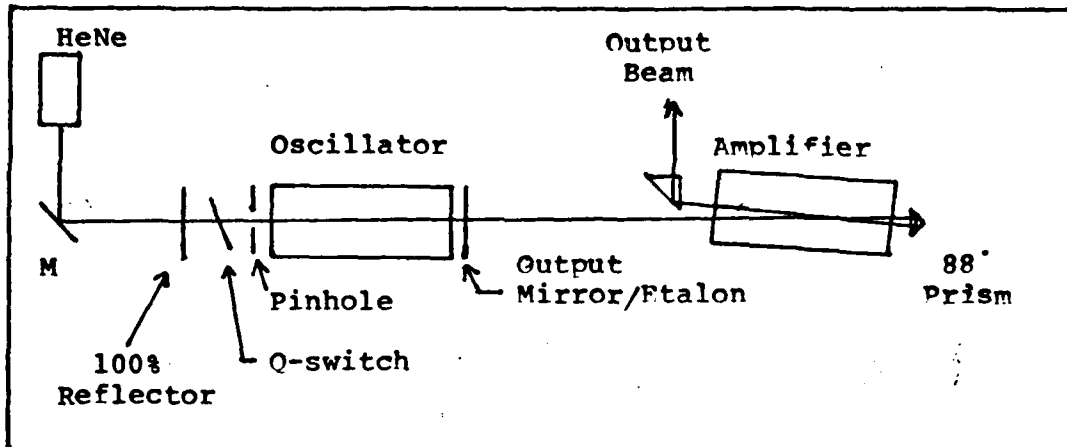 HeNe
Output
Beam
Oscillator
Amplifier
M
Pinhole
Output
Mirror/Etalon
88°
Prism
100%
Reflector
Q-switch